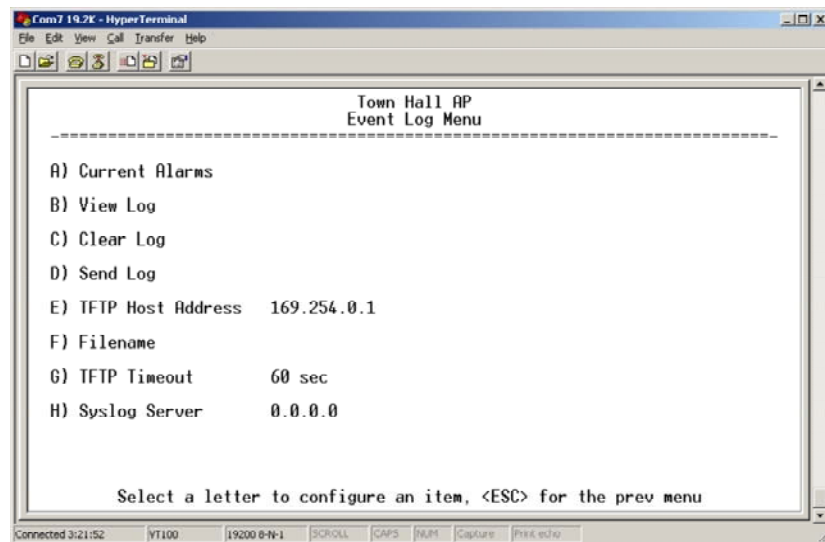 Com7 19.2K - HyperTerminal
File Edit View Call Transfer Help
Town Hall AP
Event Log Menu
A) Current Alarms
B) View Log
C) Clear Log
D) Send Log
E) TFTP Host Address 169.254.0.1
F) Filename
G) TFTP Timeout 60 sec
H) Syslog Server 0.0.0.0
Select a letter to configure an item, <ESC> for the prev menu
Connected 3:21:52 VT100 19200 8-N-1 SCROLL CAPS NUM Capture Print echo